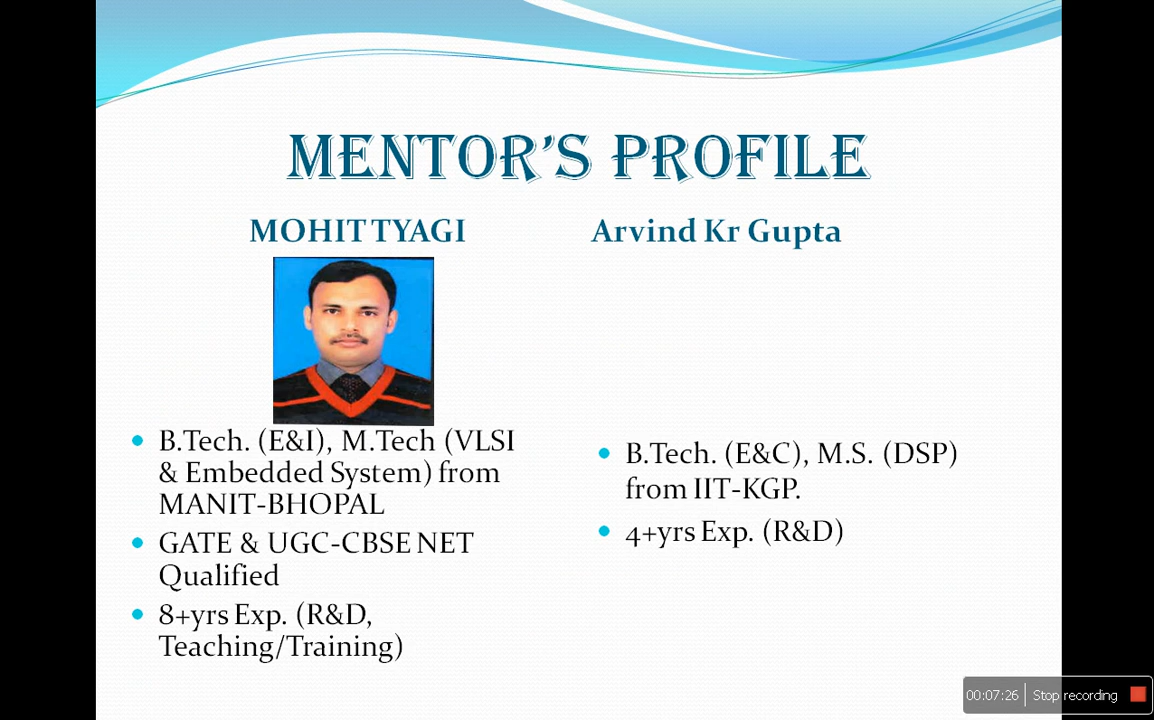 MENTOR'S PROFILE
MOHIT TYAGI
Arvind Kr Gupta
• B.Tech. (E&I), M.Tech (VLSI
& Embedded System) from
MANIT-BHOPAL
• GATE & UGC-CBSE NET
Qualified
• 8+yrs Exp. (R&D,
Teaching/Training)
• B.Tech. (E&C), M.S. (DSP)
from IIT-KGP.
• 4+yrs Exp. (R&D)
00:07:26 Stop recording